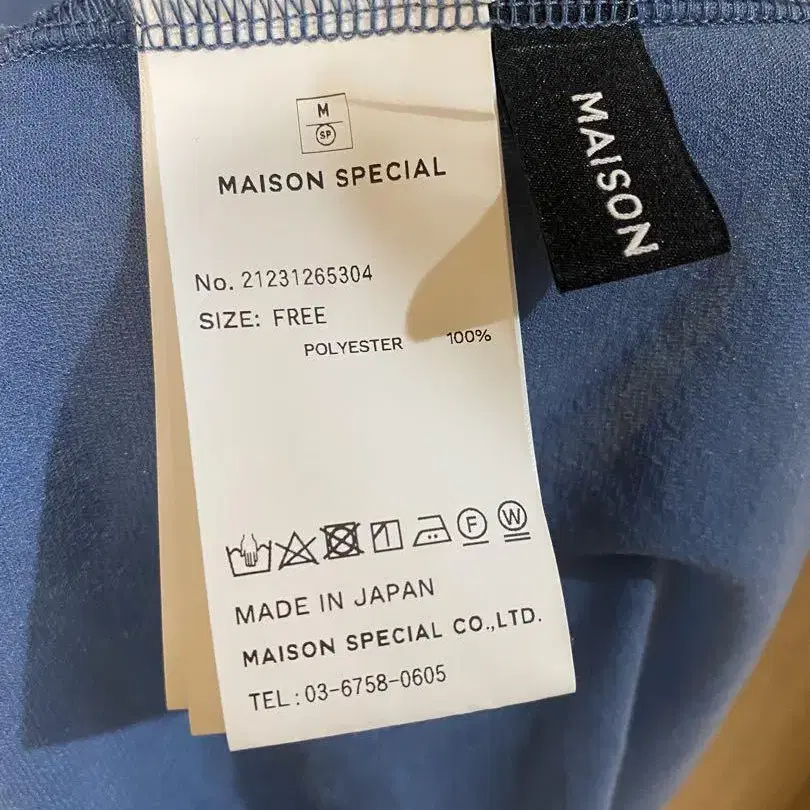 M
SP
MAISON SPECIAL
No. 21231265304
SIZE: FREE
POLYESTER 100%
F W
MADE IN JAPAN
MAISON SPECIAL CO.,LTD.
TEL:03-6758-0605
MAISON